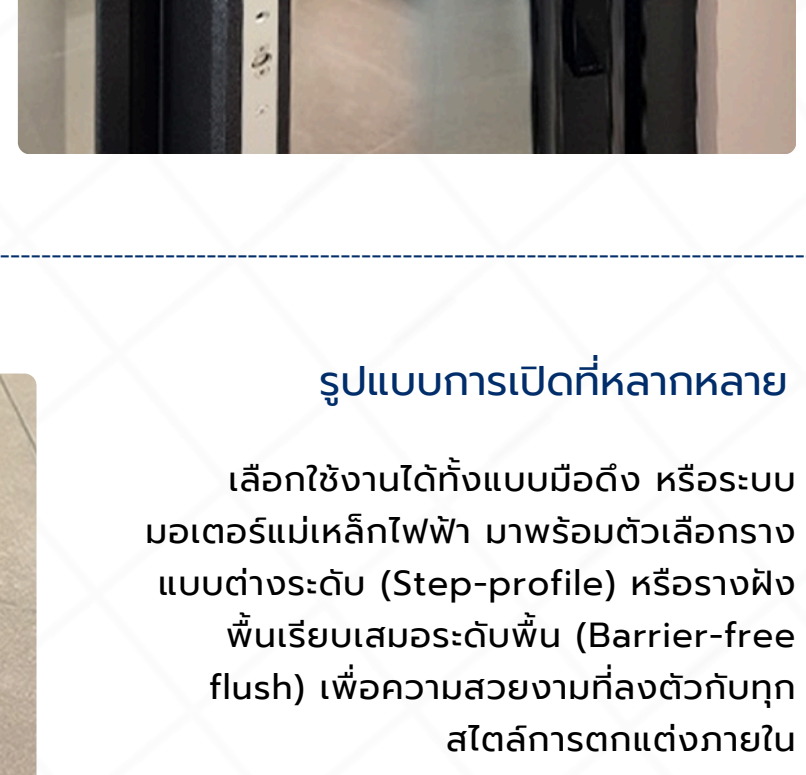 รูปแบบการเปิดที่หลากหลาย
เลือกใช้งานได้ทั้งแบบมือดึง หรือระบบ
มอเตอร์แม่เหล็กไฟฟ้า มาพร้อมตัวเลือกราง
แบบต่างระดับ (Step-profile) หรือรางฝัง
พื้นเรียบเสมอระดับพื้น (Barrier-free
flush) เพื่อความสวยงามที่ลงตัวกับทุก
สไตล์การตกแต่งภายใน